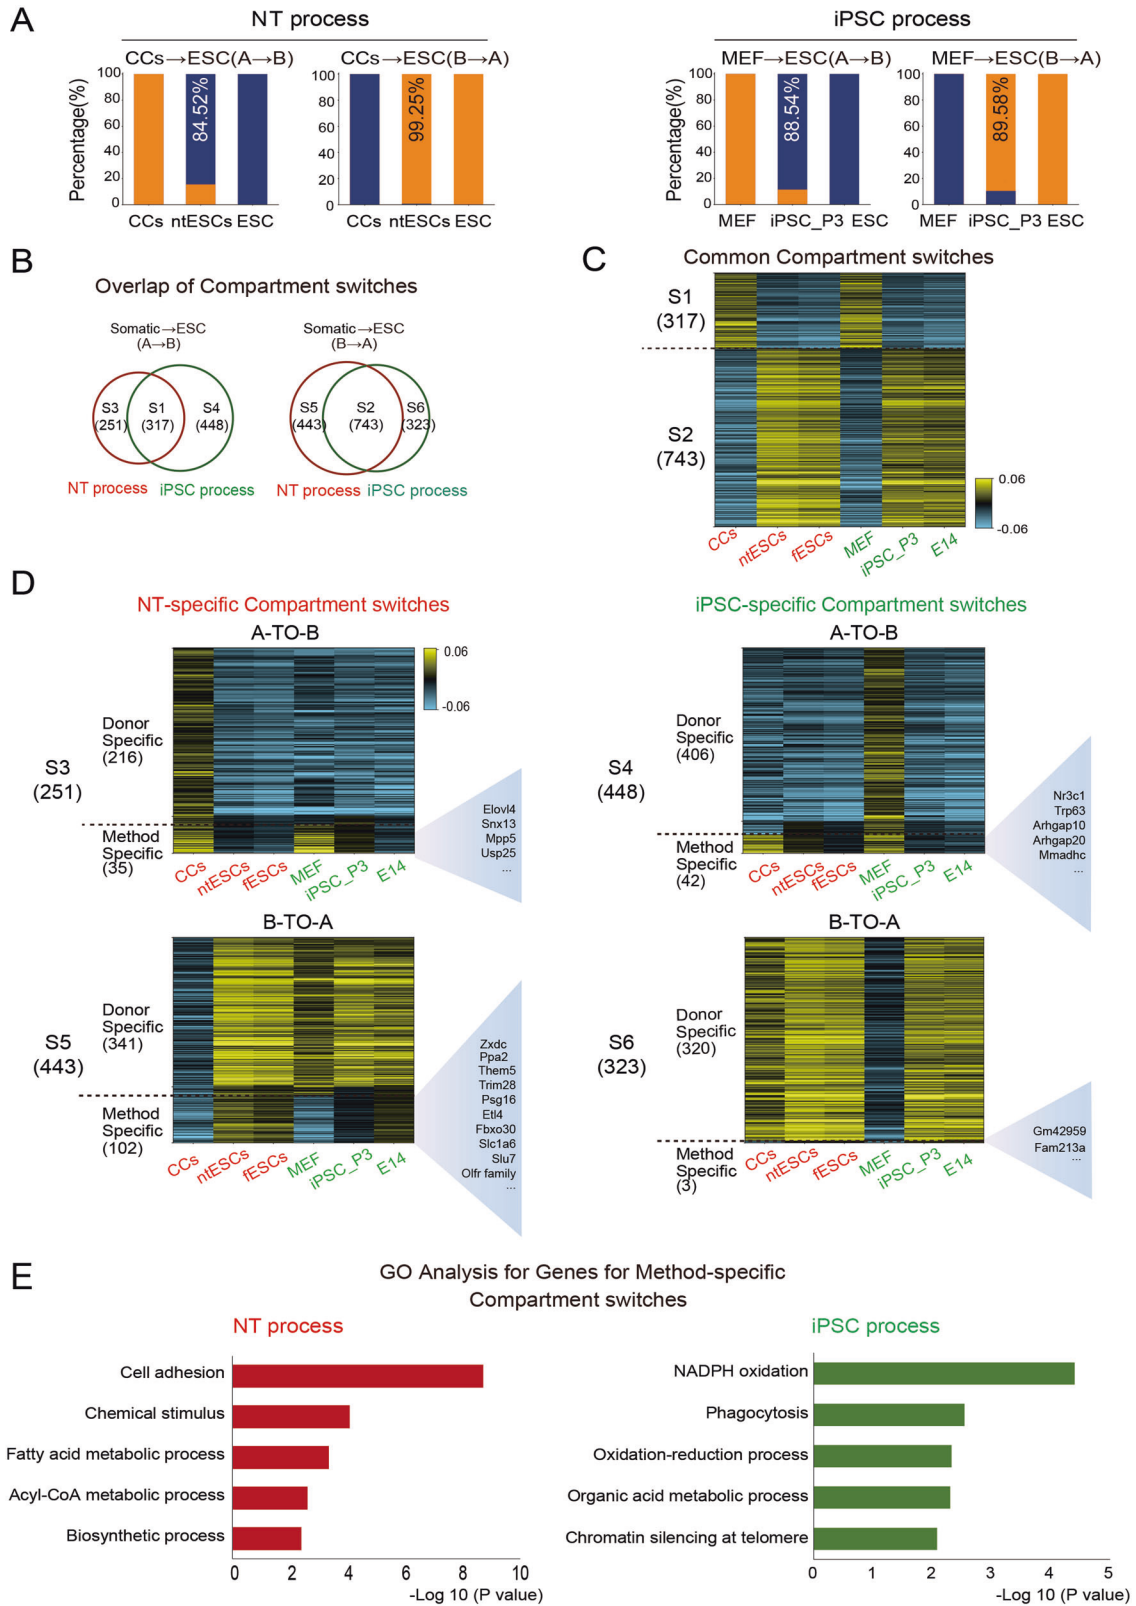 A
NT process
iPSC process
CCs→ESC(A→B)
CCs→ESC(B→A)
MEF→ESC(A→B)
MEF→ESC(B→A)
Percentage(%)
100
80
60
40
20
0
84.52%
CCs ntESCs ESC
100
80
60
40
20
0
99.25%
CCs ntESCs ESC
Percentage(%)
100
80
60
40
20
0
88.54%
MEF iPSC_P3 ESC
100
80
60
40
20
0
89.58%
MEF iPSC_P3 ESC
B
Overlap of Compartment switches
Somatic→ESC
(A→B)
S3
(251)
S1
(317)
S4
(448)
NT process
iPSC process
Somatic→ESC
(B→A)
S5
(443)
S2
(743)
S6
(323)
NT process
iPSC process
C
Common Compartment switches
S1
(317)
S2
(743)
0.06
-0.06
CCs
ntESCs
fESCs
MEF
iPSC_P3
E14
D
NT-specific Compartment switches
A-TO-B
0.06
-0.06
S3
(251)
Donor
Specific
(216)
Method
Specific
(35)
Elovl4
Snx13
Mpp5
Usp25
...
CCs
ntESCs
fESCs
MEF
iPSC_P3
E14
B-TO-A
S5
(443)
Donor
Specific
(341)
Method
Specific
(102)
Zxdc
Ppa2
Them5
Trim28
Psg16
Etl4
Fbxo30
Slc1a6
Slu7
Olfr family
...
CCs
ntESCs
fESCs
MEF
iPSC_P3
E14
iPSC-specific Compartment switches
A-TO-B
S4
(448)
Donor
Specific
(406)
Method
Specific
(42)
Nr3c1
Trp63
Arhgap10
Arhgap20
Mmadhc
...
CCs
ntESCs
fESCs
MEF
iPSC_P3
E14
B-TO-A
S6
(323)
Donor
Specific
(320)
Method
Specific
(3)
Gm42959
Fam213a
...
CCs
ntESCs
fESCs
MEF
iPSC_P3
E14
E
GO Analysis for Genes for Method-specific
Compartment switches
NT process
Cell adhesion
Chemical stimulus
Fatty acid metabolic process
Acyl-CoA metabolic process
Biosynthetic process
0 2 4 6 8 10
-Log 10 (P value)
iPSC process
NADPH oxidation
Phagocytosis
Oxidation-reduction process
Organic acid metabolic process
Chromatin silencing at telomere
0 1 2 3 4 5
-Log 10 (P value)